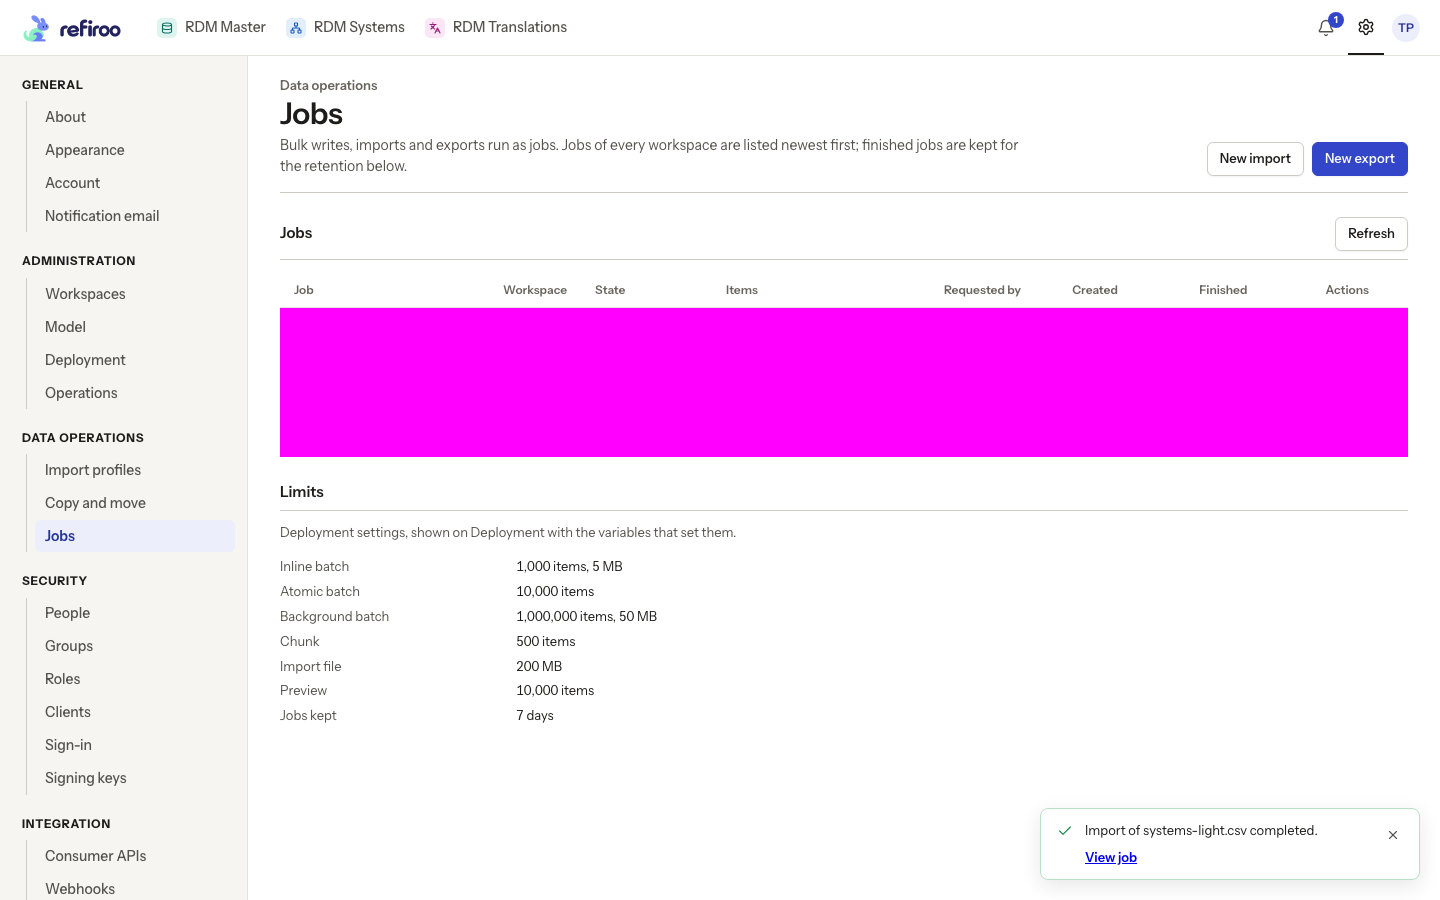 refiroo
RDM Master
RDM Systems
RDM Translations
1
TP
GENERAL
About
Appearance
Account
Notification email
ADMINISTRATION
Workspaces
Model
Deployment
Operations
DATA OPERATIONS
Import profiles
Copy and move
Jobs
SECURITY
People
Groups
Roles
Clients
Sign-in
Signing keys
INTEGRATION
Consumer APIs
Webhooks
Data operations
Jobs
Bulk writes, imports and exports run as jobs. Jobs of every workspace are listed newest first; finished jobs are kept for
the retention below.
New import
New export
Jobs
Refresh
Job Workspace State Items Requested by Created Finished Actions
Limits
Deployment settings, shown on Deployment with the variables that set them.
Inline batch 1,000 items, 5 MB
Atomic batch 10,000 items
Background batch 1,000,000 items, 50 MB
Chunk 500 items
Import file 200 MB
Preview 10,000 items
Jobs kept 7 days
Import of systems-light.csv completed.
View job